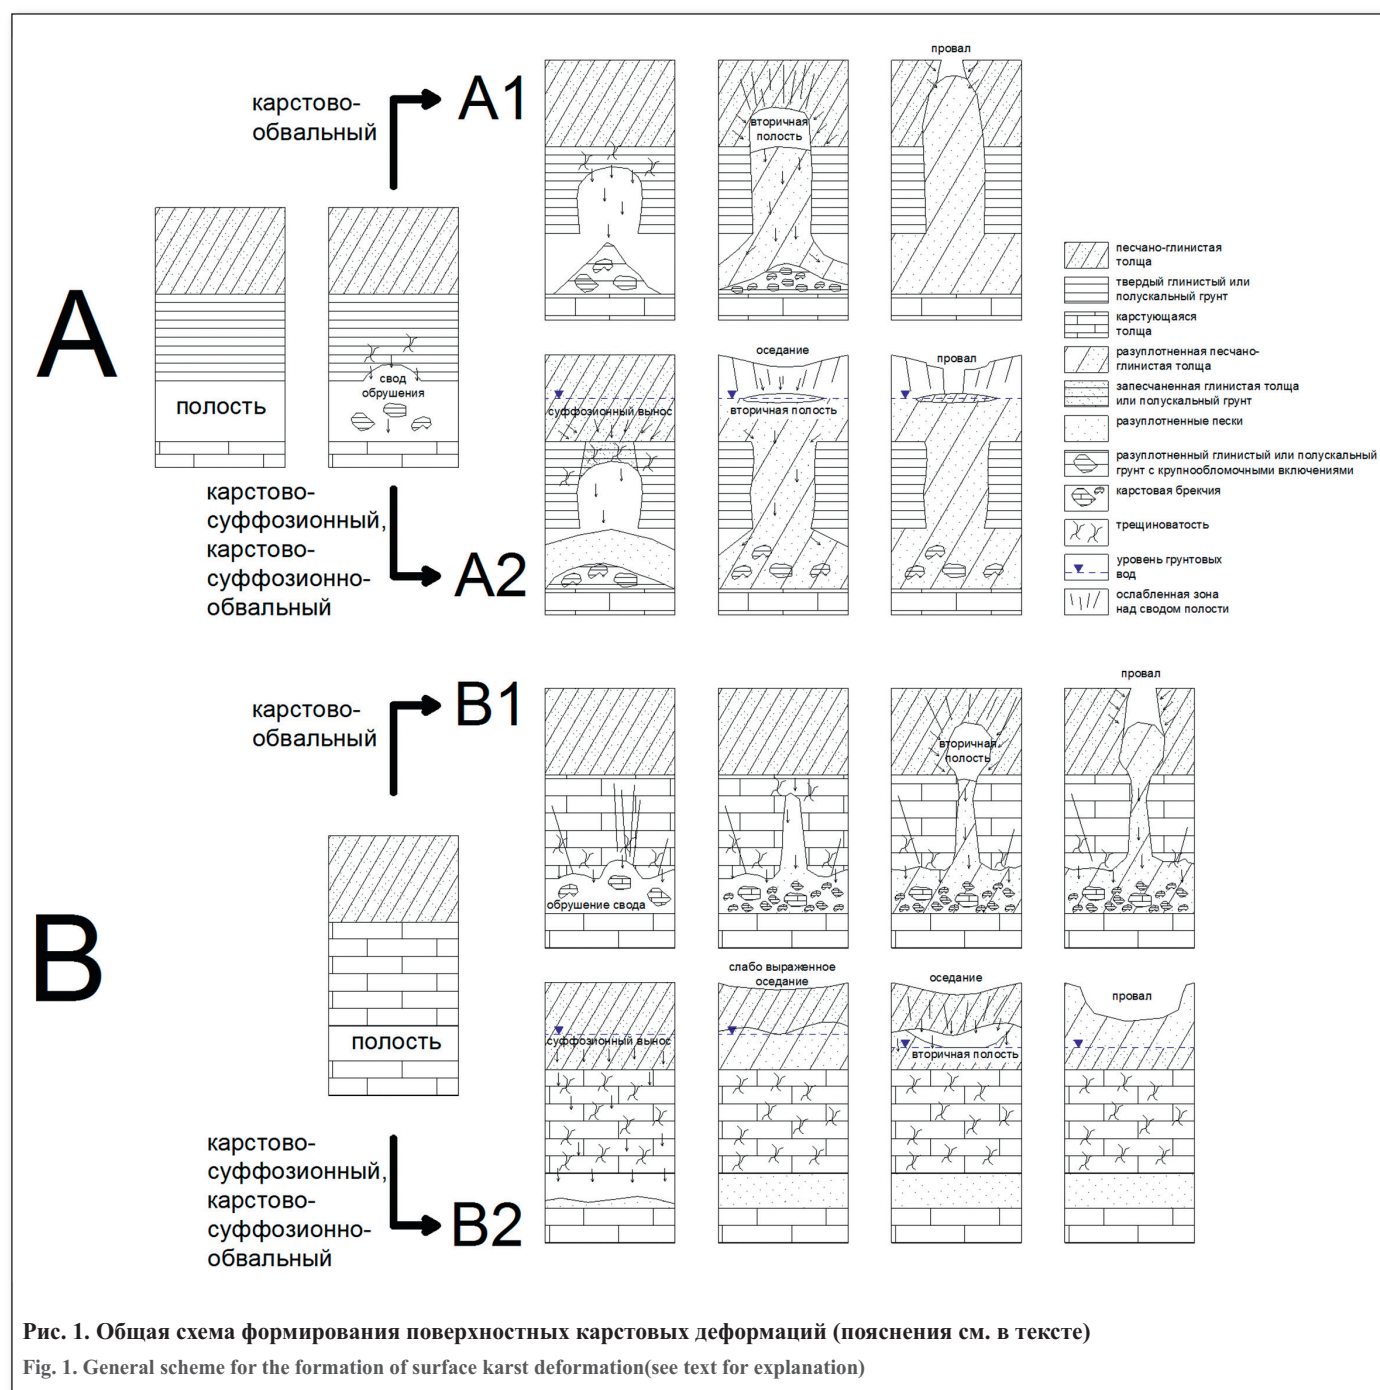 A
карстово-
обвальный
A1
провал
вторичная
полость
ПОЛОСТЬ
свод
обрушения
карстово-
суффозионный,
карстово-
суффозионно-
обвальный
A2
суффозионный вынос
оседание
вторичная полость
провал
песчано-глинистая
толща
твердый глинистый или
полускальный грунт
карстующаяся
толща
разуплотненная песчано-
глинистая толща
запесчаненная глинистая толща
или полускальный грунт
разуплотненные пески
разуплотненный глинистый или полускальный
грунт с крупнообломочными включениями
карстовая брекчия
трещиноватость
уровень грунтовых
вод
ослабленная зона
над сводом полости
B
карстово-
обвальный
B1
обрушение свода
вторичная
полость
провал
ПОЛОСТЬ
карстово-
суффозионный,
карстово-
суффозионно-
обвальный
B2
суффозионный вынос
слабо выраженное
оседание
оседание
вторичная полость
провал
Рис. 1. Общая схема формирования поверхностных карстовых деформаций (пояснения см. в тексте)
Fig. 1. General scheme for the formation of surface karst deformation(see text for explanation)